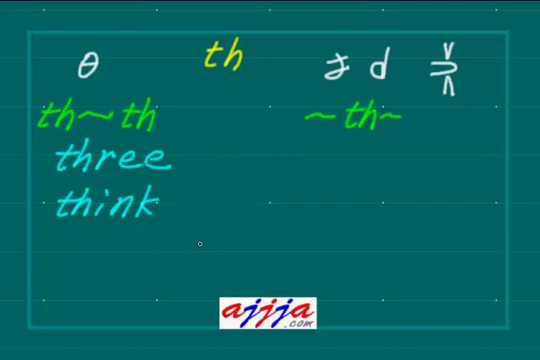 θ th d
th~th ~th~
three
think
ajjja
.com